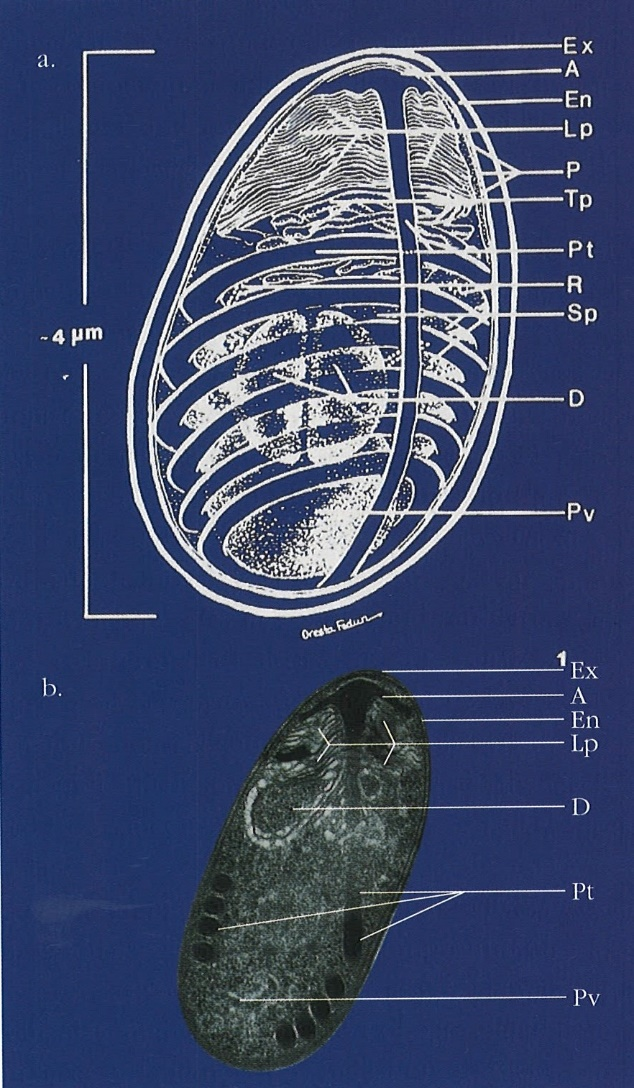 a.
Ex
A
En
Lp
P
Tp
Pt
R
Sp
~4 μm
D
Pv
Oresta Fedun
1
b.
Ex
A
En
Lp
D
Pt
Pv